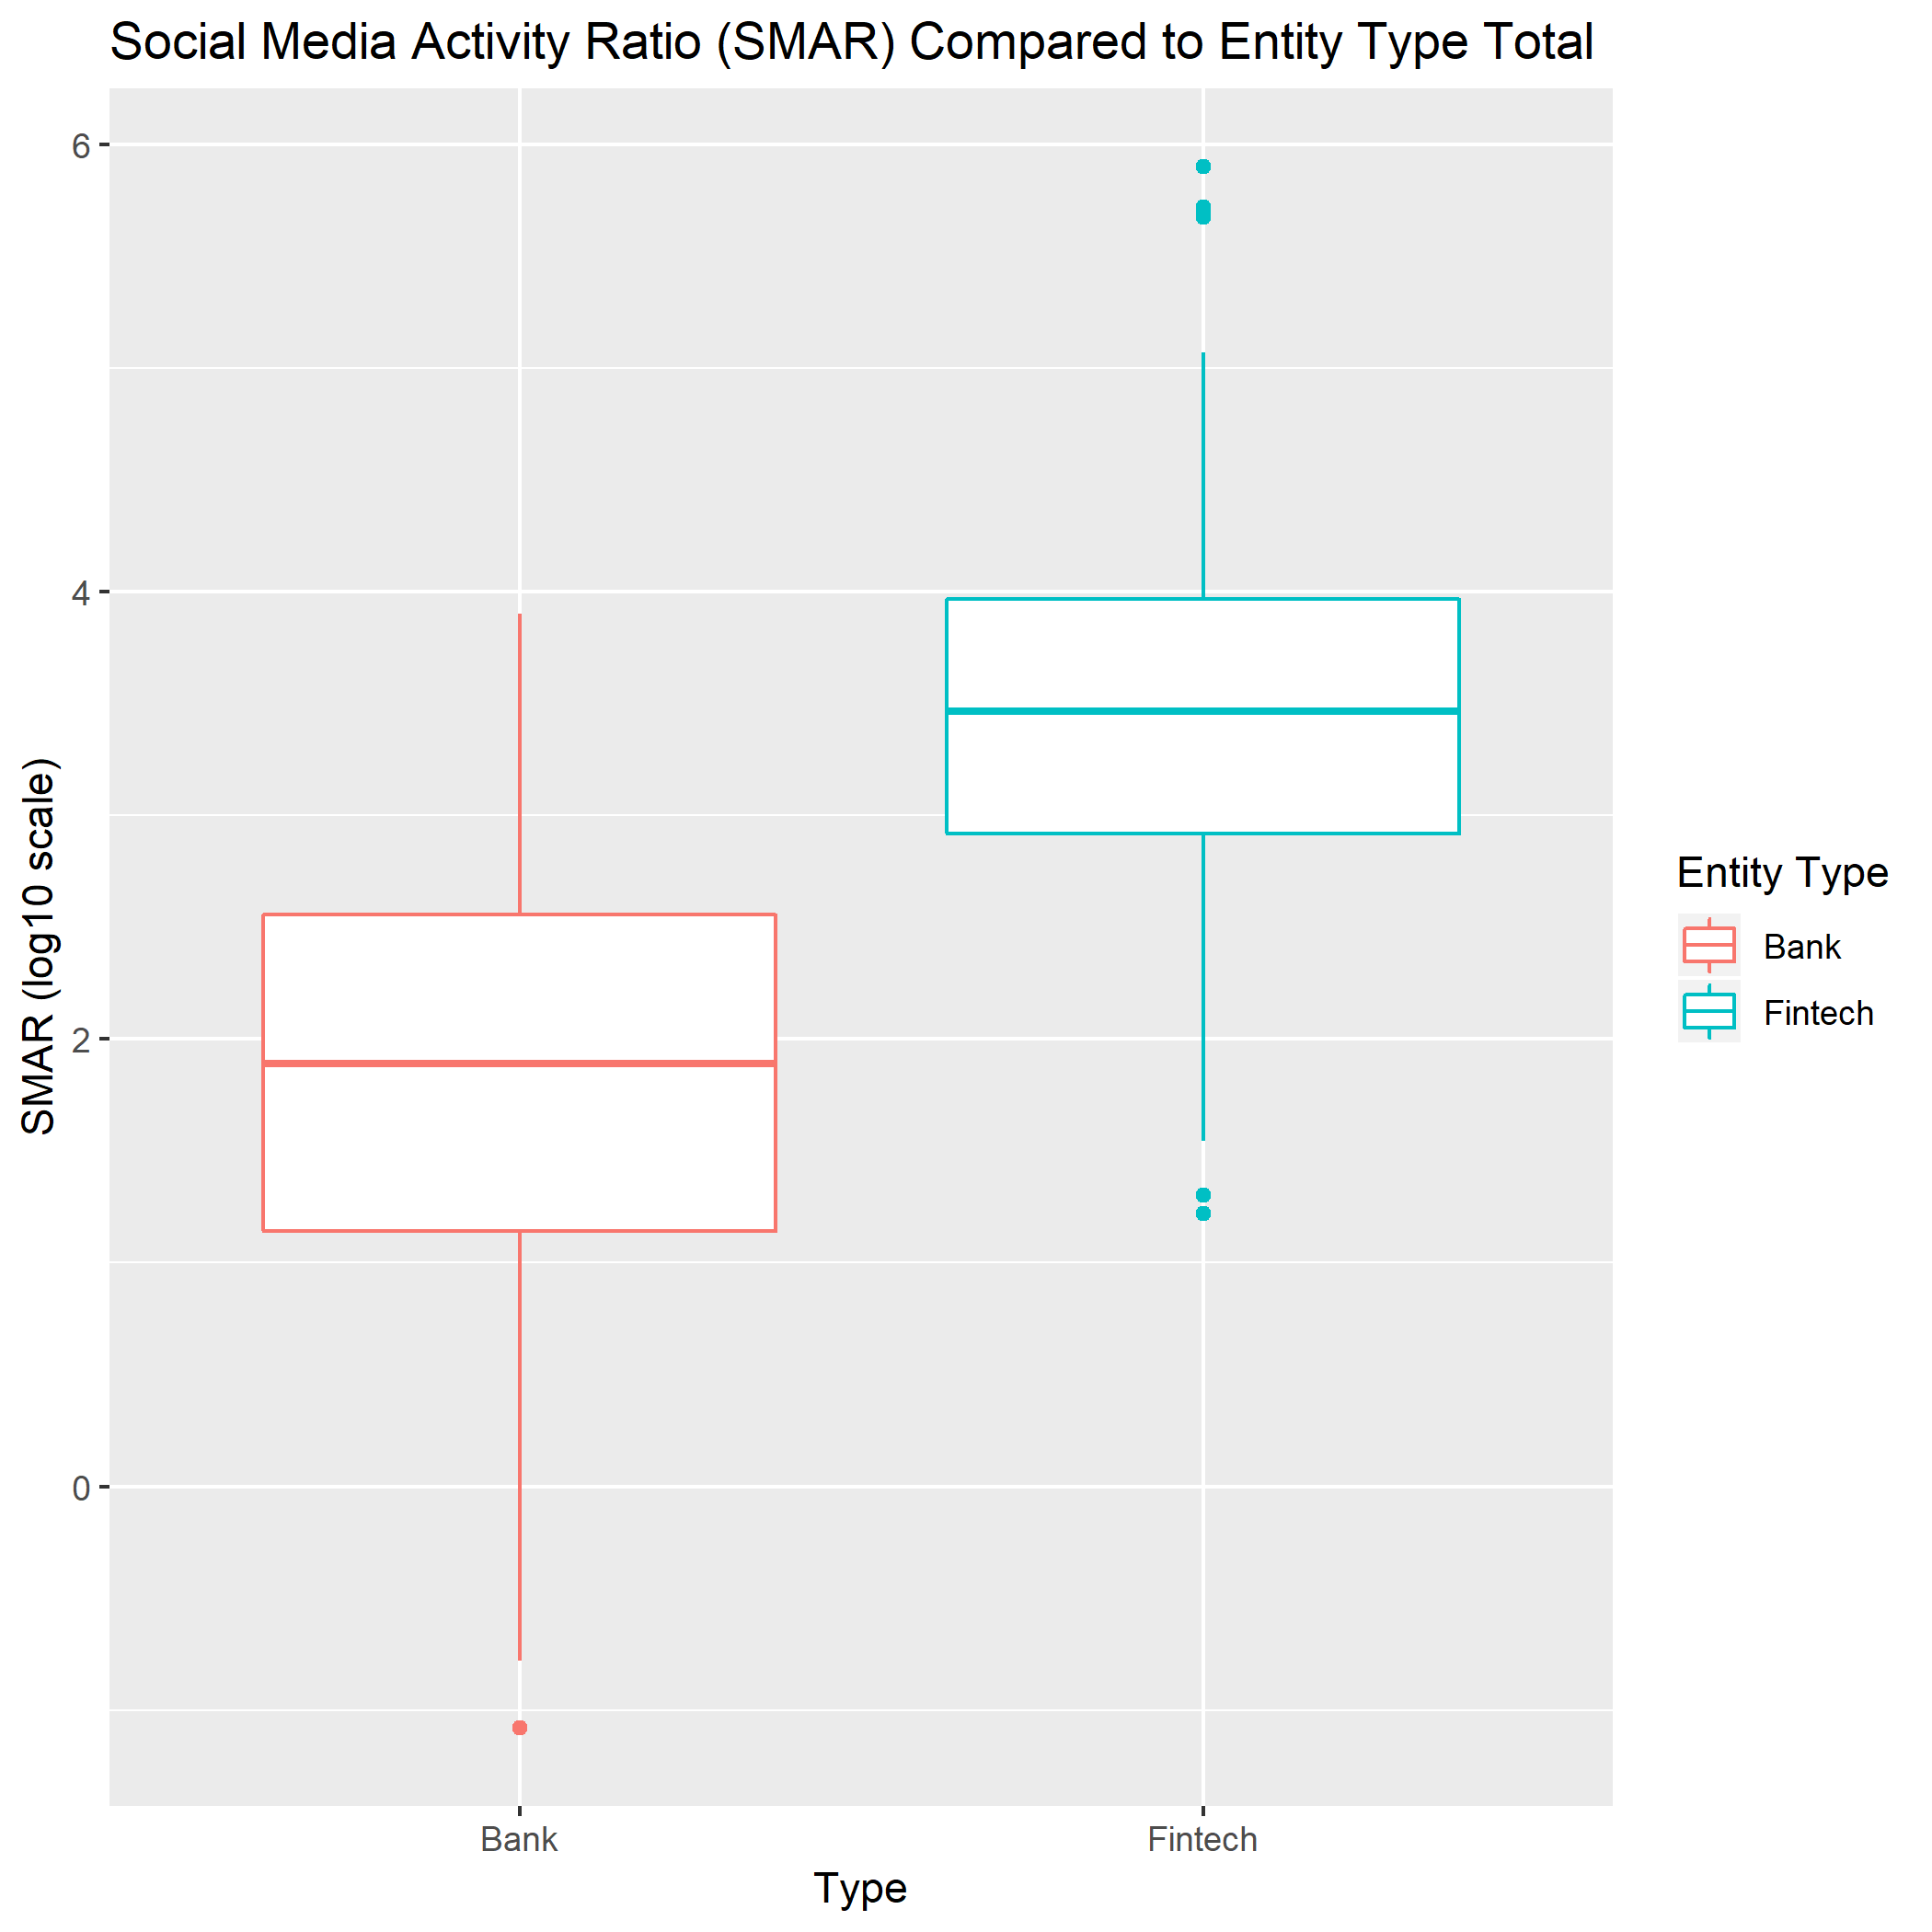 Social Media Activity Ratio (SMAR) Compared to Entity Type Total
6
4
2
0
SMAR (log10 scale)
Bank
Fintech
Type
Entity Type
Bank
Fintech